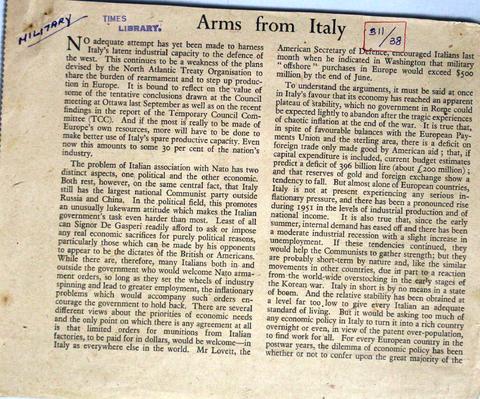 MILITARY
TIMES
LIBRARY.
311/38
Arms from Italy
NO adequate attempt has yet been made to harness
Italy's latent industrial capacity to the defence of
the west. This continues to be a weakness of the plans
devised by the North Atlantic Treaty Organisation to
share the burden of rearmament and to step up produc-
tion in Europe. It is bound to reflect on the value of
some of the tentative conclusions drawn at the Council
meeting at Ottawa last September as well as on the recent
findings in the report of the Temporary Council Com-
mittee (TCC). And if the most is really to be made of
Europe's own resources, more will have to be done to
make better use of Italy's spare productive capacity. Even
now this amounts to some 30 per cent of the nation's
industry.
The problem of Italian association with Nato has two
distinct aspects, one political and the other economic.
Both rest, however, on the same central fact, that Italy
still has the largest national Communist party outside
Russia and China. In the political field, this promotes
an unusually lukewarm attitude which makes the Italian
government's task even harder than most. Least of all
can Signor De Gasperi readily afford to ask or impose
any real economic sacrifices for purely political reasons,
particularly those which can be made by his opponents
to appear to be the dictates of the British or Americans.
While there are, therefore, many Italians both in and
outside the government who would welcome Nato arma-
ment orders, so long as they set the wheels of industry
spinning and lead to greater employment, the inflationary
problems which would accompany such orders en-
courage the government to hold back. There are several
different views about the priorities of economic needs
and the only point on which there is any agreement at all
is that limited orders for munitions from Italian
factories, to be paid for in dollars, would be welcome—in
Italy as everywhere else in the world. Mr Lovett, the
American Secretary of Defence, encouraged Italians last
month when he indicated in Washington that military
" offshore " purchases in Europe would exceed $500
million by the end of June.
To understand the arguments, it must be said at once
in Italy's favour that its economy has reached an apparent
plateau of stability, which no government in Rome could
be expected lightly to abandon after the tragic experiences
of chaotic inflation at the end of the war. It is true that,
in spite of favourable balances with the European Pay-
ments Union and the sterling area, there is a deficit on
foreign trade only made good by American aid ; that, if
capital expenditure is included, current budget estimates
predict a deficit of 396 billion lire (about £200 million) ;
and that reserves of gold and foreign exchange show a
tendency to fall. But almost alone of European countries,
Italy is not at present experiencing any serious in-
flationary pressure, and there has been a pronounced rise
during 1951 in the levels of industrial production and of
national income. It is also true that, since the early
summer, internal demand has eased off and there has been
a moderate industrial recession with a slight increase in
unemployment. If these tendencies continued, they
would help the Communists to gather strength; but they
are probably short-term by nature and, like the similar
movements in other countries, due in part to a reaction
from the world-wide overstocking in the early stages of
the Korean war. Italy in short is by no means in a state
of boom. And the relative stability has been obtained at
a level far too low to give every Italian an adequate
standard of living. But it would be asking too much of
any economic policy in Italy to turn it into a rich country
overnight or even, in view of the patent over-population,
to find work for all. For every European country in the
postwar years, the dilemma of economic policy has been
whether or not to confer upon the great majority of the